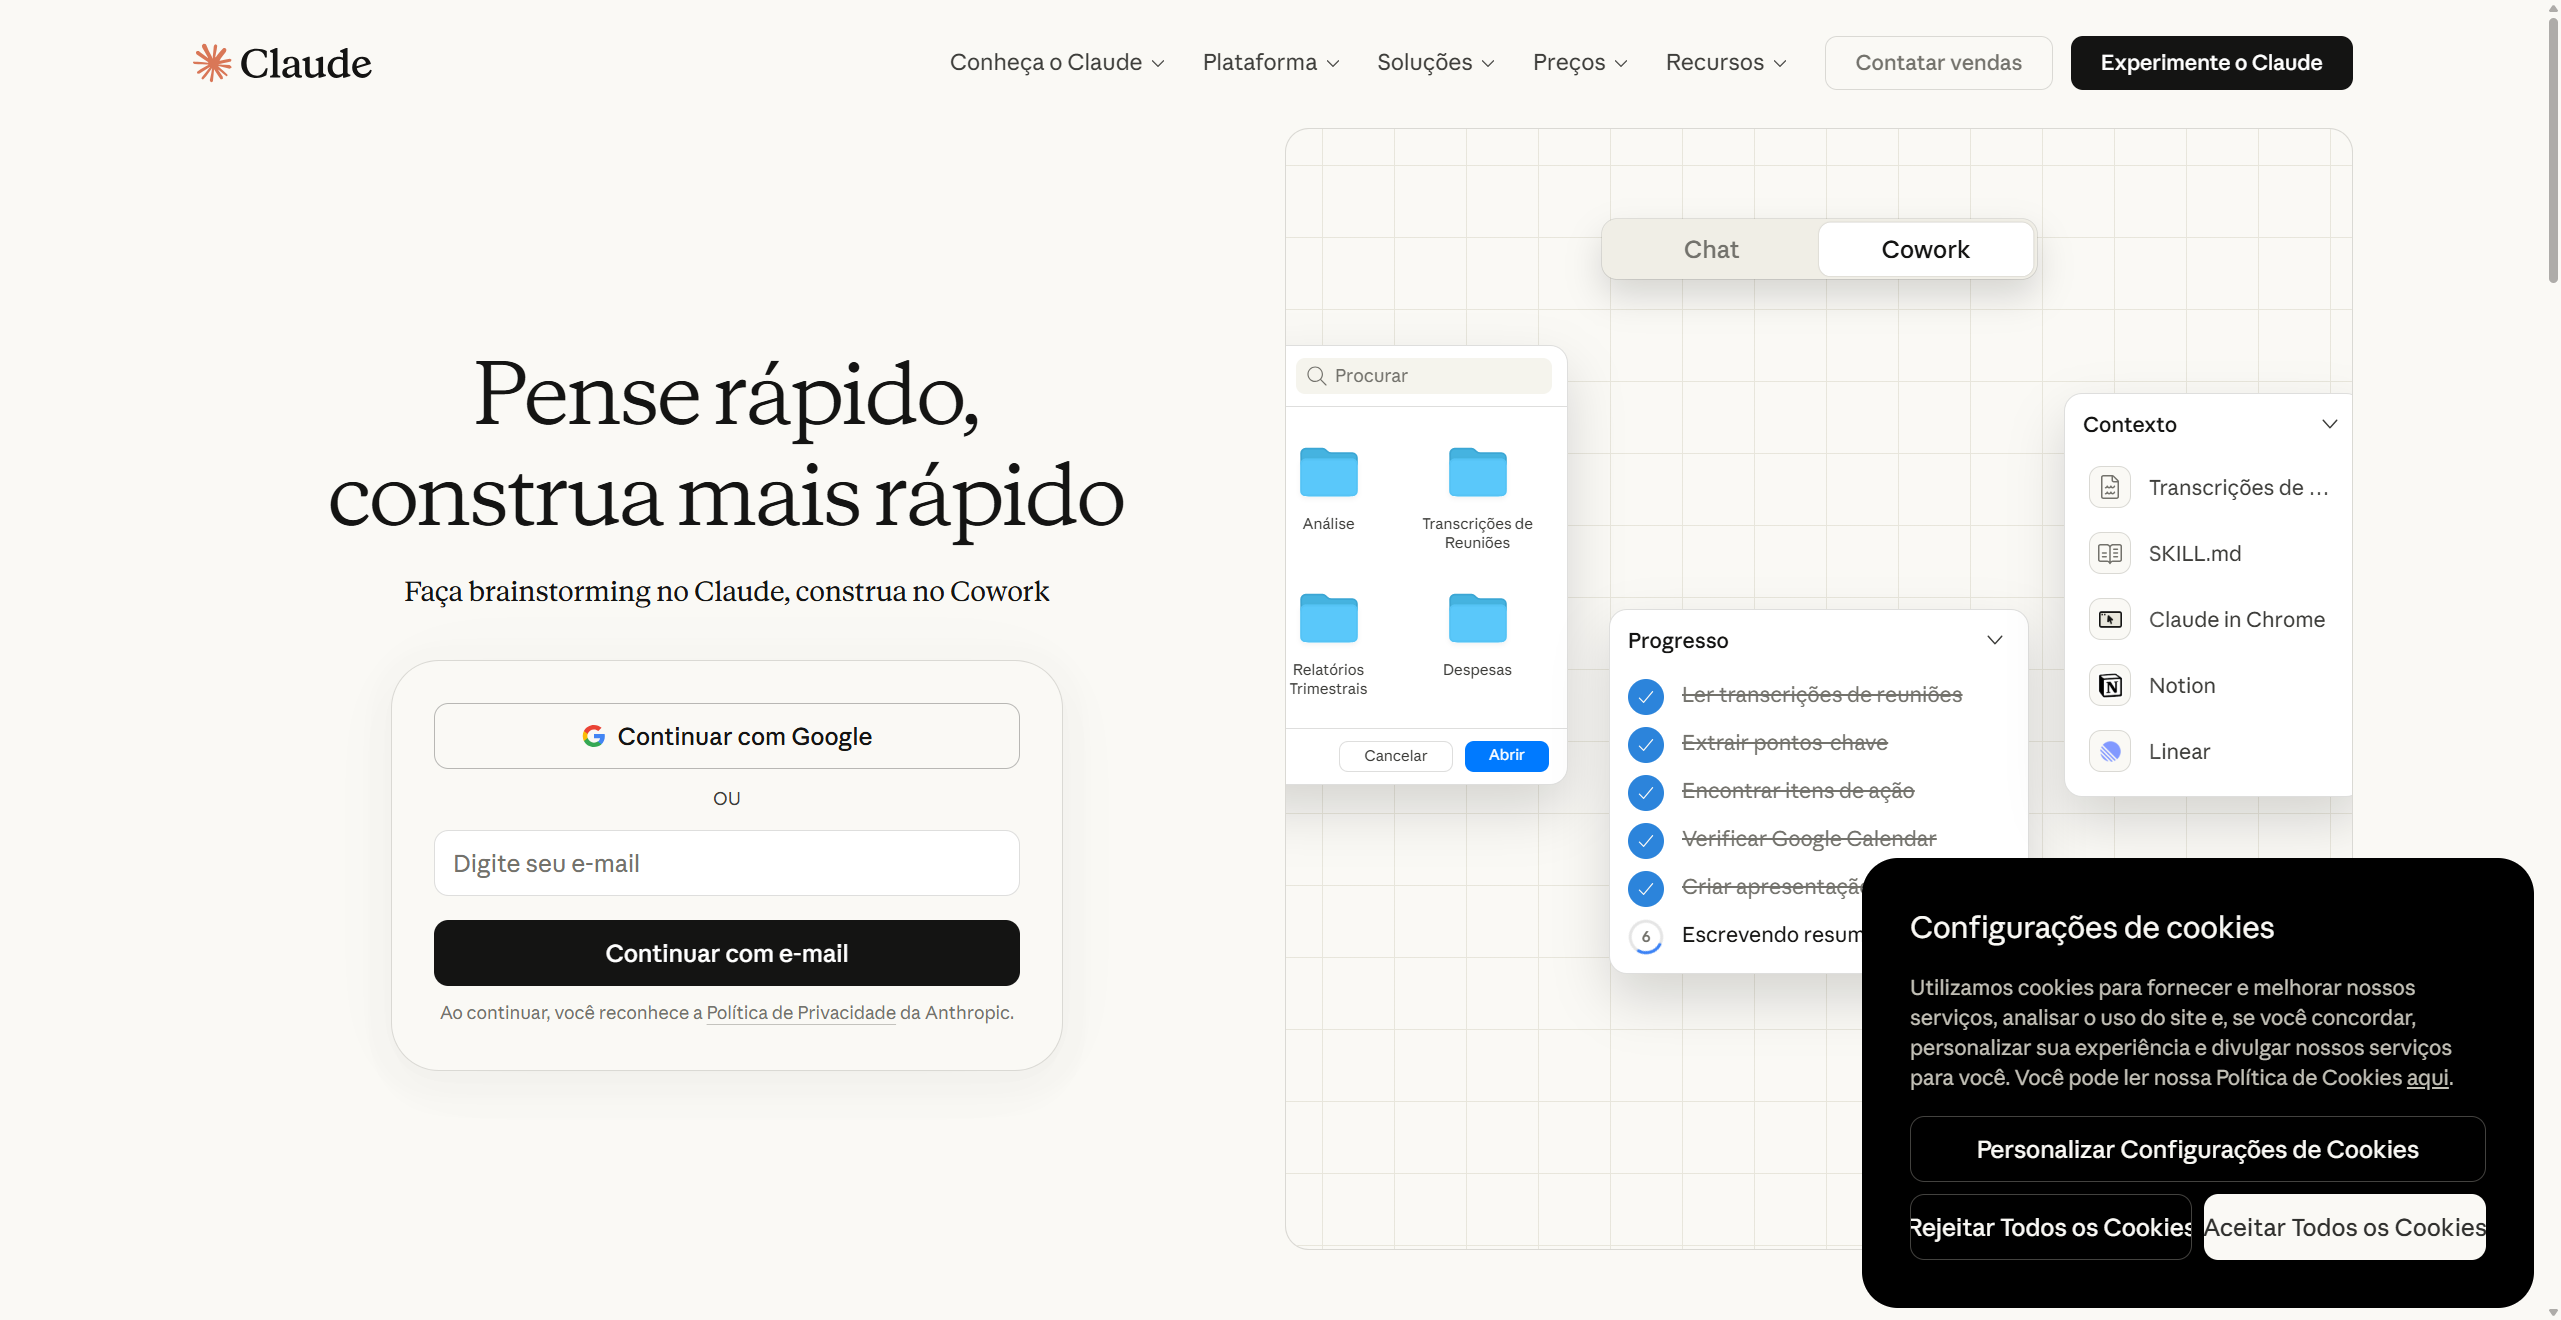 Claude
Conheça o Claude
Plataforma
Soluções
Preços
Recursos
Contatar vendas
Experimente o Claude
Pense rápido,
construa mais rápido
Faça brainstorming no Claude, construa no Cowork
Continuar com Google
OU
Digite seu e-mail
Continuar com e-mail
Ao continuar, você reconhece a Política de Privacidade da Anthropic.
Chat
Cowork
Procurar
Análise
Transcrições de
Reuniões
Relatórios
Trimestrais
Despesas
Cancelar
Abrir
Progresso
Ler transcrições de reuniões
Extrair pontos-chave
Encontrar itens de ação
Verificar Google Calendar
Criar apresentação
6
Escrevendo resum
Contexto
Transcrições de ...
SKILL.md
Claude in Chrome
Notion
Linear
Configurações de cookies
Utilizamos cookies para fornecer e melhorar nossos
serviços, analisar o uso do site e, se você concordar,
personalizar sua experiência e divulgar nossos serviços
para você. Você pode ler nossa Política de Cookies aqui.
Personalizar Configurações de Cookies
Rejeitar Todos os Cookies
Aceitar Todos os Cookies